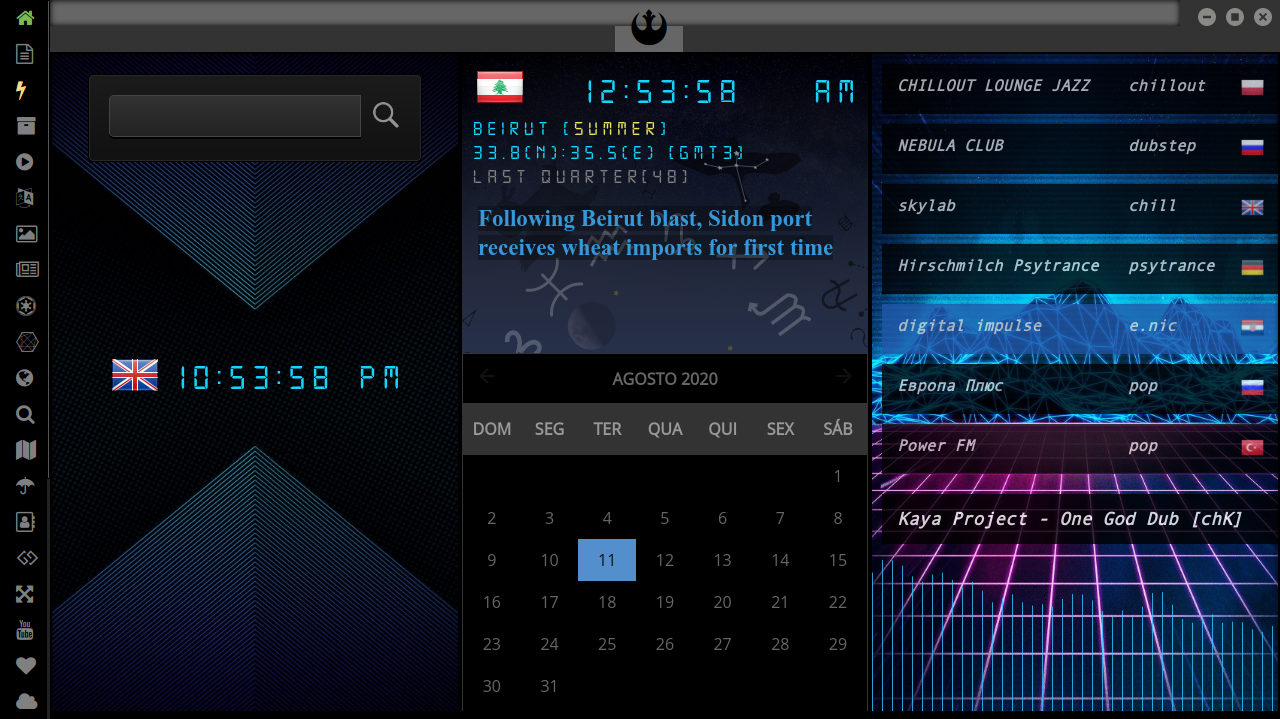 You
Tube
10:53:58 PM
12:53:58 AM
BEIRUT (SUMMER)
33.8(N):35.5(E) (GMT3)
LAST QUARTER(48)
Following Beirut blast, Sidon port
receives wheat imports for first time
AGOSTO 2020
DOM SEG TER QUA QUI SEX SÁB
1
2 3 4 5 6 7 8
9 10 11 12 13 14 15
16 17 18 19 20 21 22
23 24 25 26 27 28 29
30 31
CHILLOUT LOUNGE JAZZ chillout
NEBULA CLUB dubstep
skylab chill
Hirschmilch Psytrance psytrance
digital impulse e.nic
Европа Плюс pop
Power FM pop
Kaya Project - One God Dub [chK]